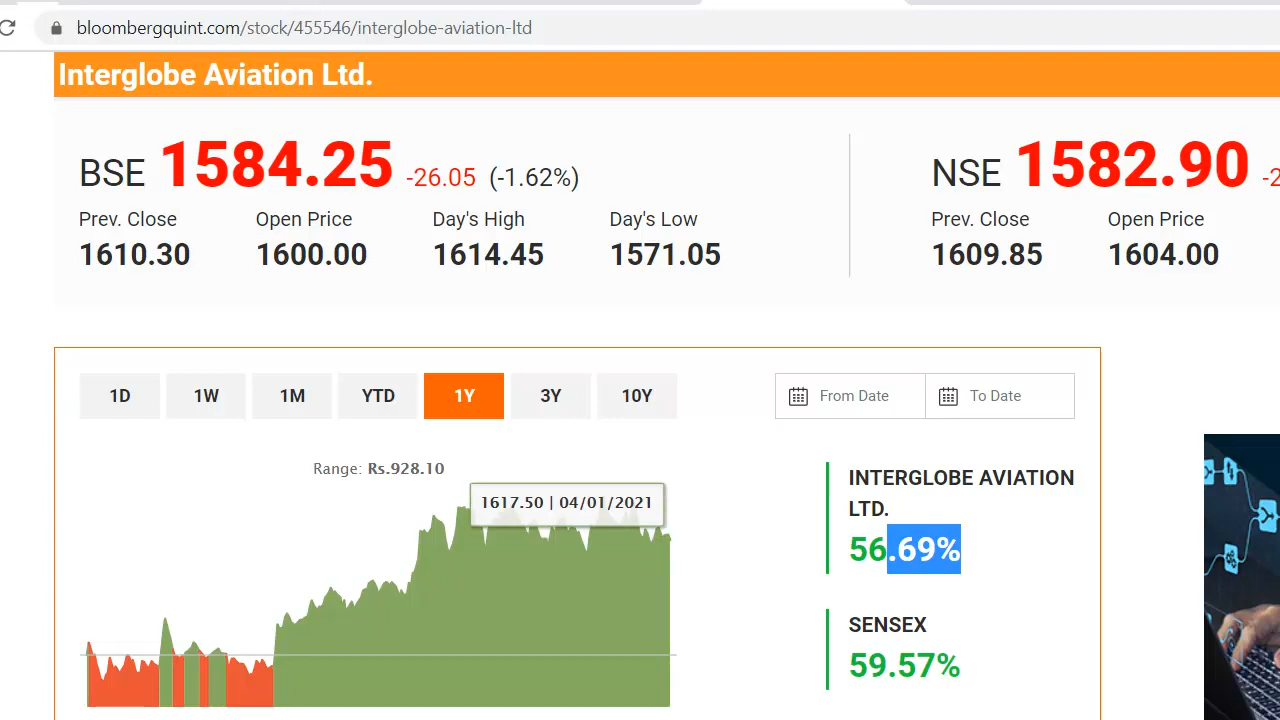 bloombergquint.com/stock/455546/interglobe-aviation-ltd
Interglobe Aviation Ltd.
BSE 1584.25 -26.05 (-1.62%)
Prev. Close Open Price Day's High Day's Low
1610.30 1600.00 1614.45 1571.05
NSE 1582.90 -2
Prev. Close Open Price
1609.85 1604.00
1D 1W 1M YTD 1Y 3Y 10Y
From Date To Date
Range: Rs.928.10
1617.50 | 04/01/2021
INTERGLOBE AVIATION
LTD.
56.69%
SENSEX
59.57%